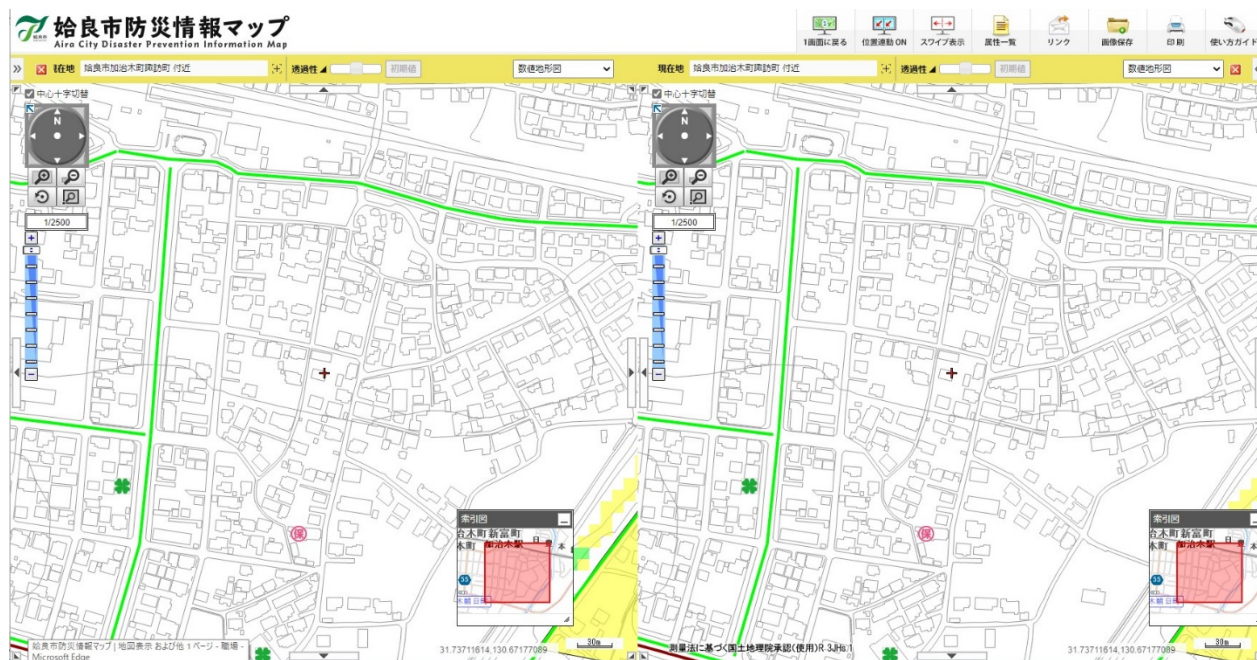 姶良市防災情報マップ
Aira City Disaster Prevention Information Map
1画面に戻る
位置連動 ON
スワイプ表示
属性一覧
リンク
画像保存
印刷
使い方ガイド
現在地 姶良市加治木町諏訪町 付近
透過性
初期値
数値地形図
現在地 姶良市加治木町諏訪町 付近
透過性
初期値
数値地形図
中心十字切替
N
1/2500
保
索引図
木町新富町
加治木駅
日
本
55
姶良市防災情報マップ | 地図表示 および他 1 ページ - 職場 -
Microsoft Edge
31.73711614,130.67177089
30m
中心十字切替
N
1/2500
保
索引図
木町新富町
加治木駅
日
本
55
測量法に基づく国土地理院承認(使用)R 3JHs 1
31.73711614,130.67177089
30m